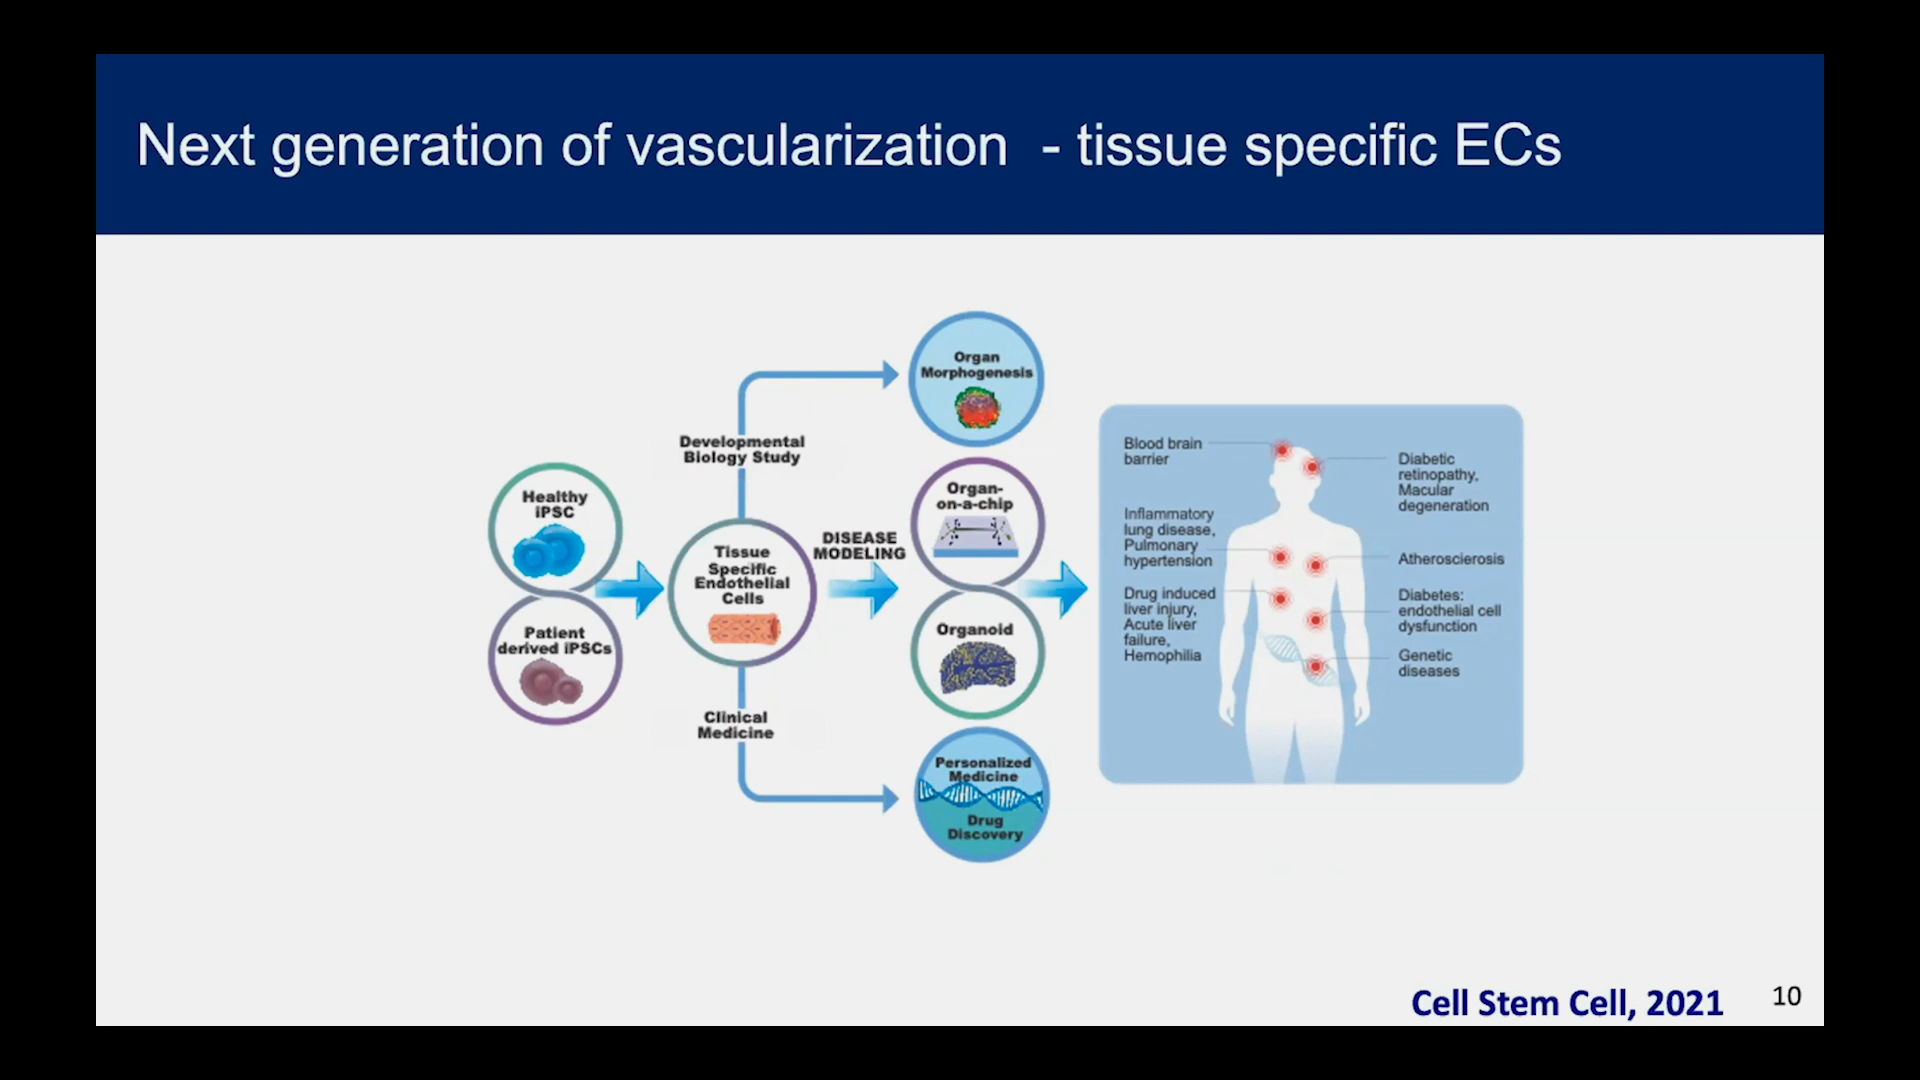 Next generation of vascularization - tissue specific ECs
Healthy
iPSC
Patient
derived iPSCs
Developmental
Biology Study
Tissue
Specific
Endothelial
Cells
Clinical
Medicine
DISEASE
MODELING
Organ
Morphogenesis
Organ-
on-a-chip
Organoid
Personalized
Medicine
Drug
Discovery
Blood brain
barrier
Inflammatory
lung disease,
Pulmonary
hypertension
Drug induced
liver injury,
Acute liver
failure,
Hemophilia
Diabetic
retinopathy,
Macular
degeneration
Atherosclerosis
Diabetes:
endothelial cell
dysfunction
Genetic
diseases
Cell Stem Cell, 2021
10